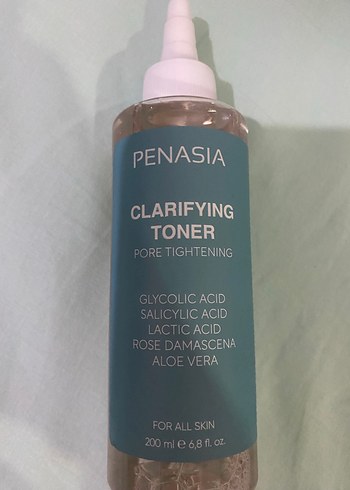 PENASIA
CLARIFYING
TONER
PORE TIGHTENING
GLYCOLIC ACID
SALICYLIC ACID
LACTIC ACID
ROSE DAMASCENA
ALOE VERA
FOR ALL SKIN
200 ml ℮ 6,8 fl. oz.